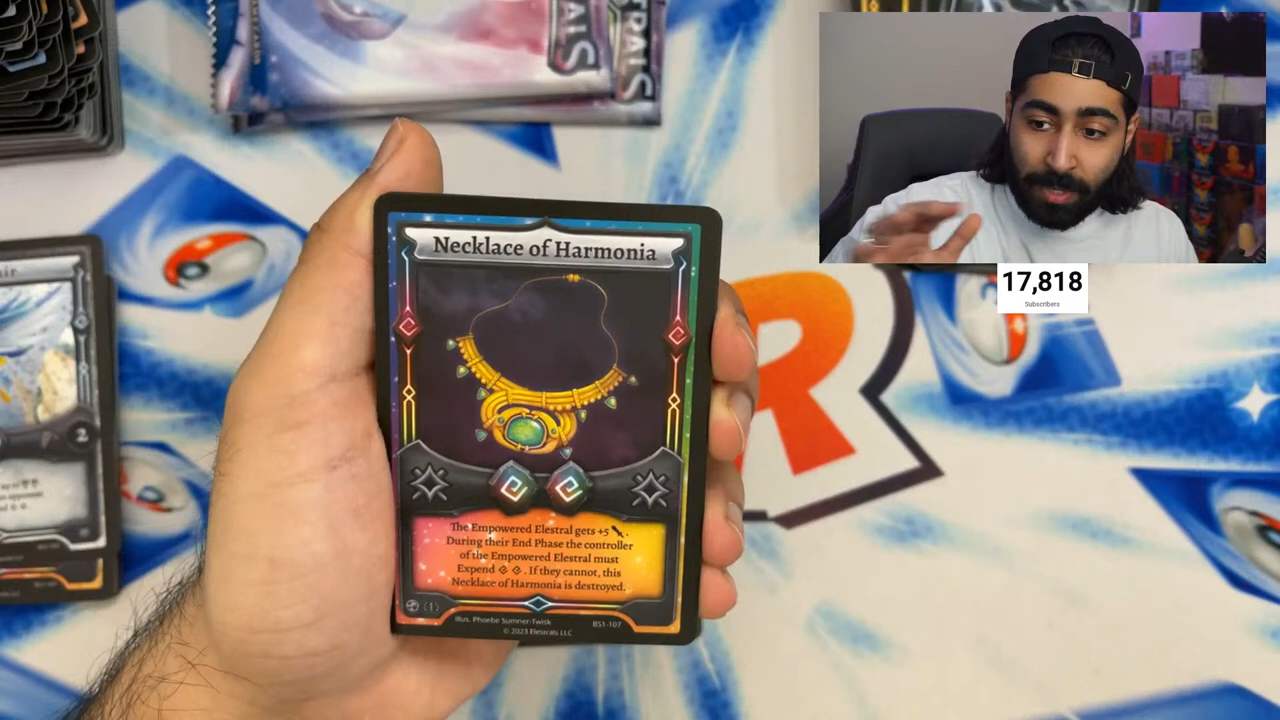 Necklace of Harmonia
The Empowered Elestral gets +5
During their End Phase the controller
of the Empowered Elestral must
Expend . If they cannot, this
Necklace of Harmonia is destroyed.
(1)
Illus. Phoebe Sumner-Twisk
BS1-107
© 2023 Elestrals LLC
2
17,818
Subscribers
R